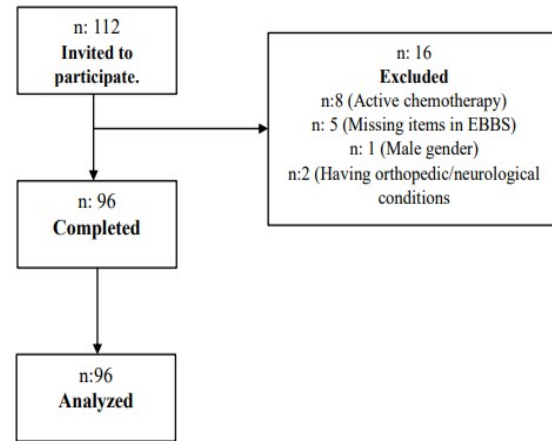 n: 112
Invited to
participate.
n: 16
Excluded
n:8 (Active chemotherapy)
n: 5 (Missing items in EBBS)
n: 1 (Male gender)
n:2 (Having orthopedic/neurological
conditions
n: 96
Completed
n:96
Analyzed